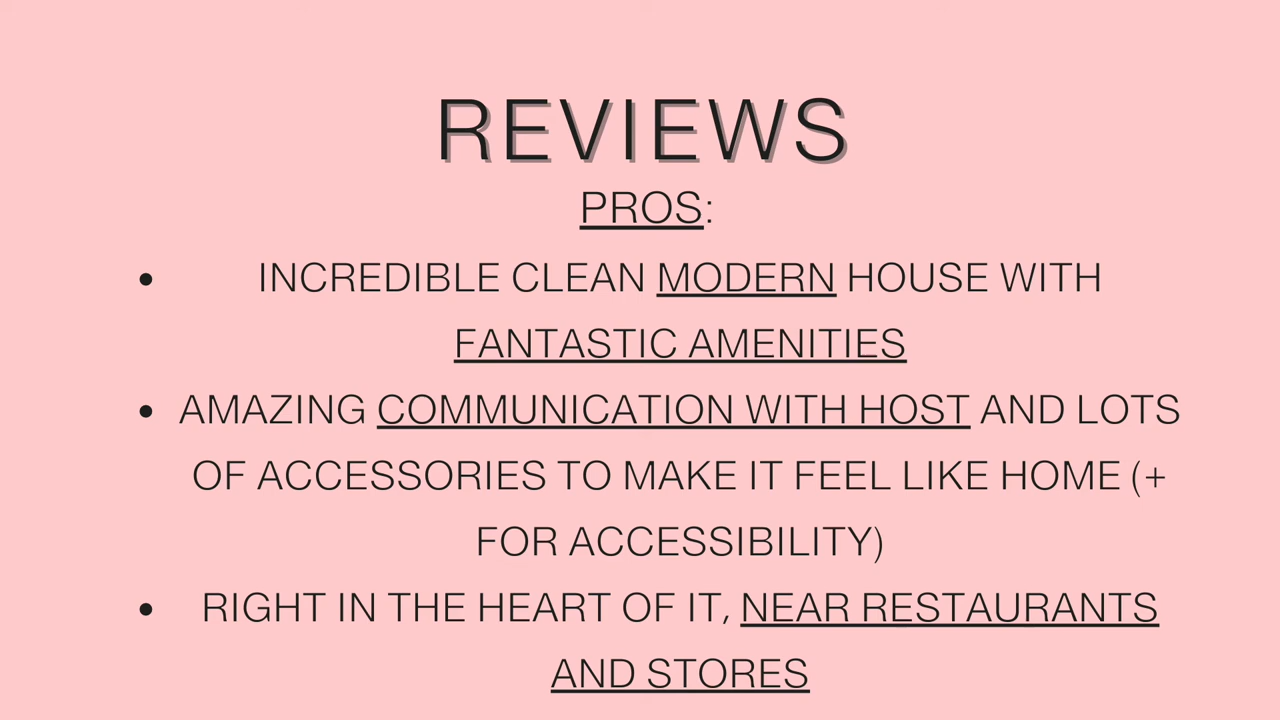 REVIEWS
PROS:
• INCREDIBLE CLEAN MODERN HOUSE WITH
FANTASTIC AMENITIES
• AMAZING COMMUNICATION WITH HOST AND LOTS
OF ACCESSORIES TO MAKE IT FEEL LIKE HOME (+
FOR ACCESSIBILITY)
• RIGHT IN THE HEART OF IT, NEAR RESTAURANTS
AND STORES